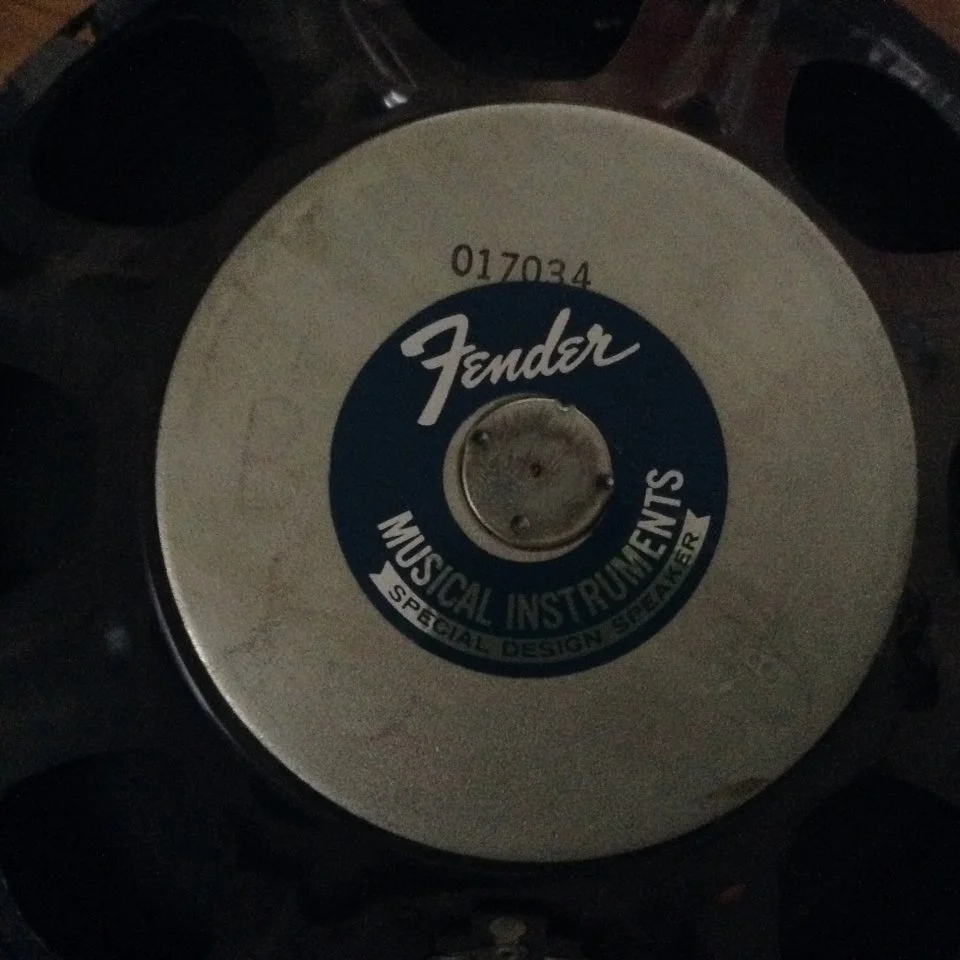 017034
Fender
MUSICAL INSTRUMENTS
SPECIAL DESIGN SPEAKER